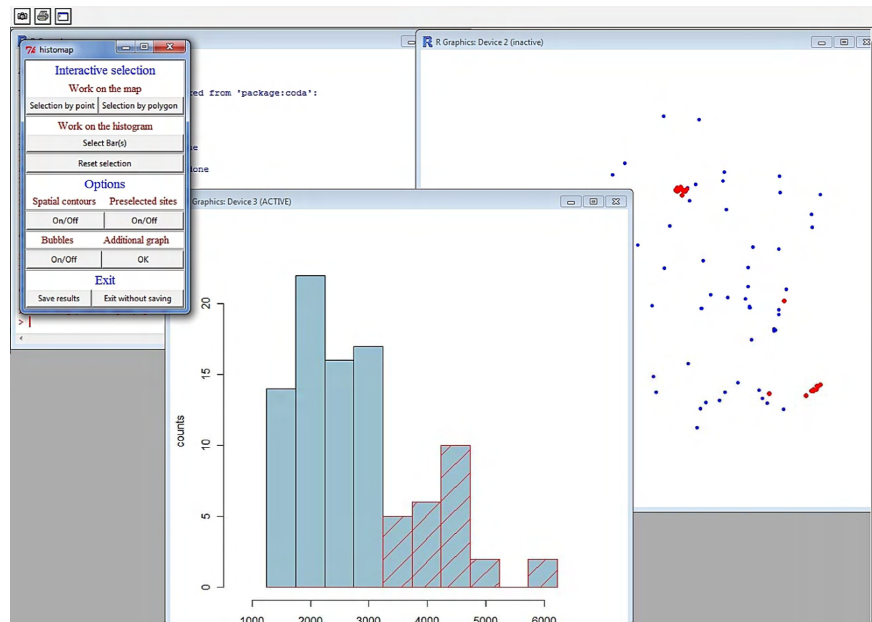 histomap
Interactive selection
Work on the map
Selection by point
Selection by polygon
Work on the histogram
Select Bar(s)
Reset selection
Options
Spatial contours
Preselected sites
On/Off
On/Off
Bubbles
Additional graph
On/Off
OK
Exit
Save results
Exit without saving
from 'package:coda':
>
R Graphics: Device 2 (inactive)
Graphics: Device 3 (ACTIVE)
counts
20
15
10
5
0
1000
2000
3000
4000
5000
6000